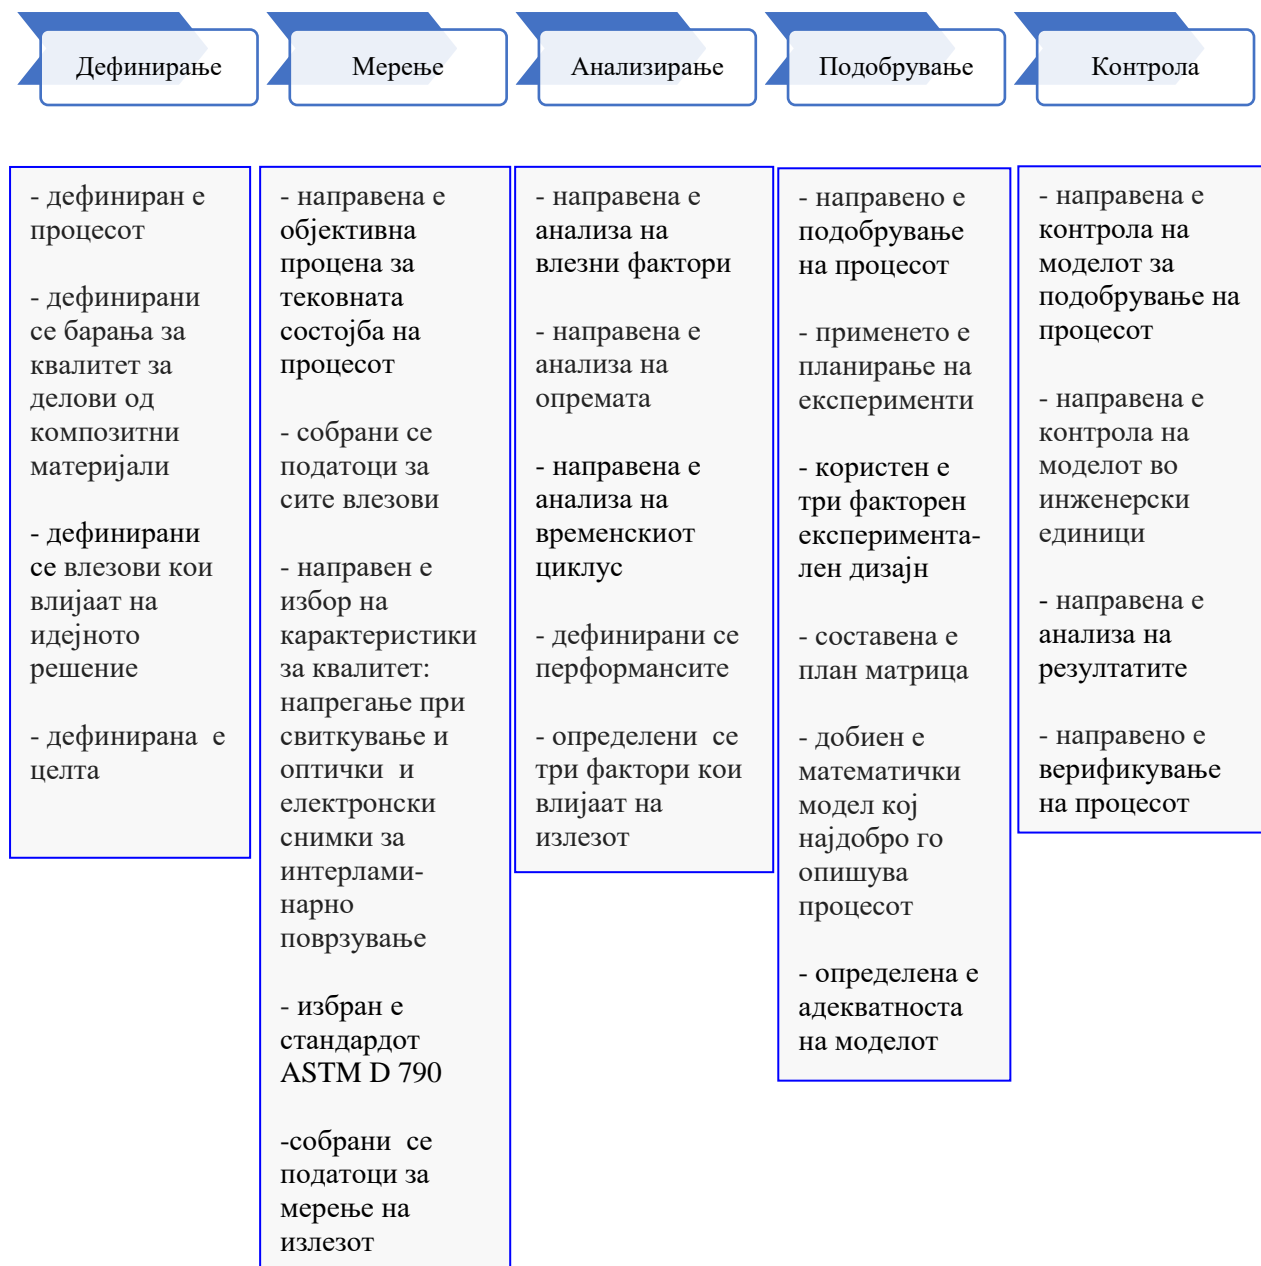 Дефинирање
Мерење
Анализирање
Подобрување
Контрола
- дефиниран е
процесот
- дефинирани
се барања за
квалитет за
делови од
композитни
материјали
- дефинирани
се влезови кои
влијаат на
идејното
решение
- дефинирана  е
целта
- направена е
објективна
процена за
тековната
состојба на
процесот
- собрани се
податоци за
сите влезови
- направен е
избор на
карактеристики
за квалитет:
напрегање при
свиткување и
оптички  и
електронски
снимки за
интерлами-
нарно
поврзување
- избран е
стандардот
ASTM D 790
-собрани  се
податоци за
мерење на
излезот
- направена е
анализа на
влезни фактори
- направена е
анализа на
опремата
- направена е
анализа на
временскиот
циклус
- дефинирани се
перформансите
- определени  се
три фактори кои
влијаат на
излезот
- направено е
подобрување
на процесот
- применето е
планирање на
експерименти
- користен е
три факторен
експеримента-
лен дизајн
- составена е
план матрица
- добиен е
математички
модел кој
најдобро го
опишува
процесот
- определена е
адекватноста
на моделот
- направена е
контрола на
моделот за
подобрување на
процесот
- направена е
контрола на
моделот во
инженерски
единици
- направена е
анализа на
резултатите
- направено е
верификување
на процесот